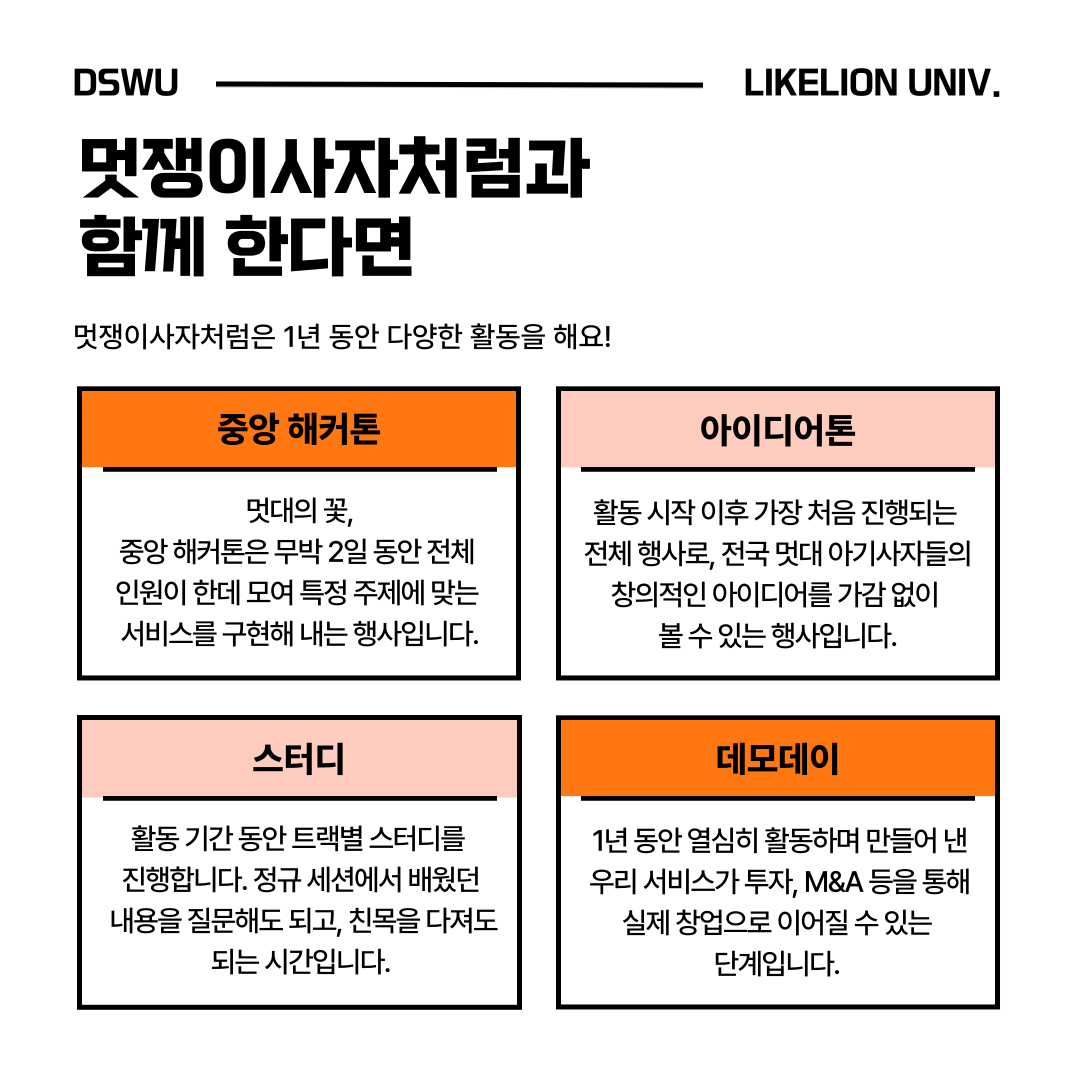 DSWU
LIKELION UNIV.
멋쟁이사자처럼과
함께 한다면
멋쟁이사자처럼은 1년 동안 다양한 활동을 해요!
중앙 해커톤
멋대의 꽃,
중앙 해커톤은 무박 2일 동안 전체
인원이 한데 모여 특정 주제에 맞는
서비스를 구현해 내는 행사입니다.
아이디어톤
활동 시작 이후 가장 처음 진행되는
전체 행사로, 전국 멋대 아기사자들의
창의적인 아이디어를 가감 없이
볼 수 있는 행사입니다.
스터디
활동 기간 동안 트랙별 스터디를
진행합니다. 정규 세션에서 배웠던
내용을 질문해도 되고, 친목을 다져도
되는 시간입니다.
데모데이
1년 동안 열심히 활동하며 만들어 낸
우리 서비스가 투자, M&A 등을 통해
실제 창업으로 이어질 수 있는
단계입니다.